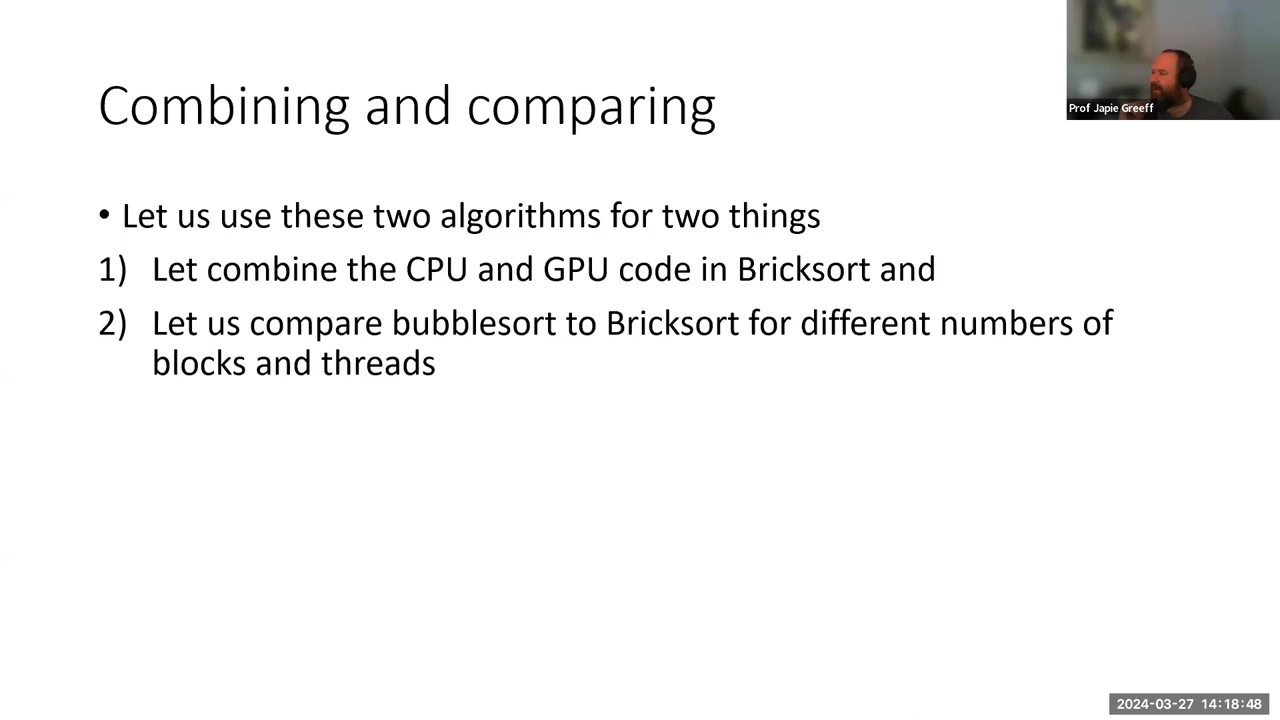 Combining and comparing
Prof Japie Greeff
• Let us use these two algorithms for two things
1) Let combine the CPU and GPU code in Bricksort and
2) Let us compare bubblesort to Bricksort for different numbers of
blocks and threads
2024-03-27 14:18:48